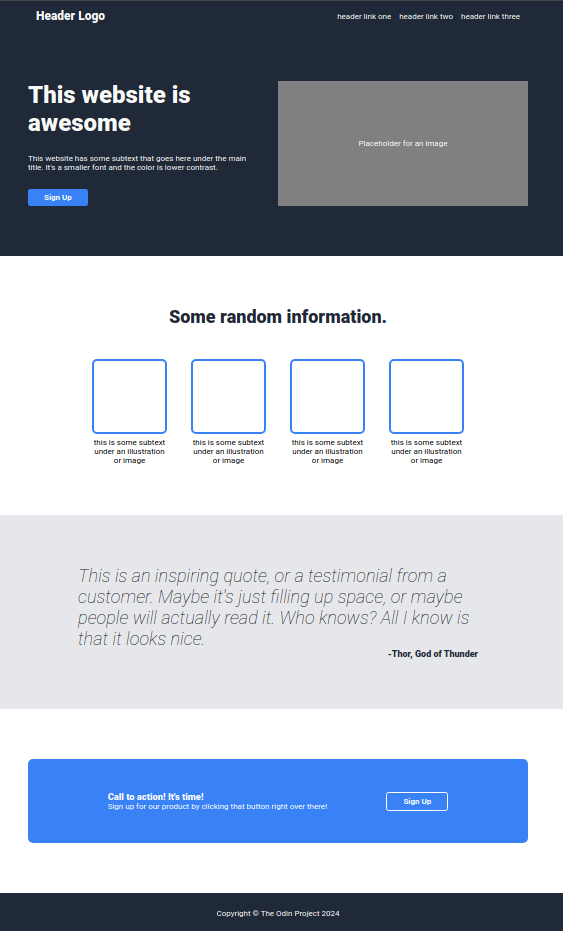 Header Logo
header link one header link two header link three
This website is
awesome
This website has some subtext that goes here under the main
title. It's a smaller font and the color is lower contrast.
Sign Up
Placeholder for an image
Some random information.
this is some subtext
under an illustration
or image
this is some subtext
under an illustration
or image
this is some subtext
under an illustration
or image
this is some subtext
under an illustration
or image
This is an inspiring quote, or a testimonial from a
customer. Maybe it's just filling up space, or maybe
people will actually read it. Who knows? All I know is
that it looks nice.
-Thor, God of Thunder
Call to action! It's time!
Sign up for our product by clicking that button right over there!
Sign Up
Copyright © The Odin Project 2024